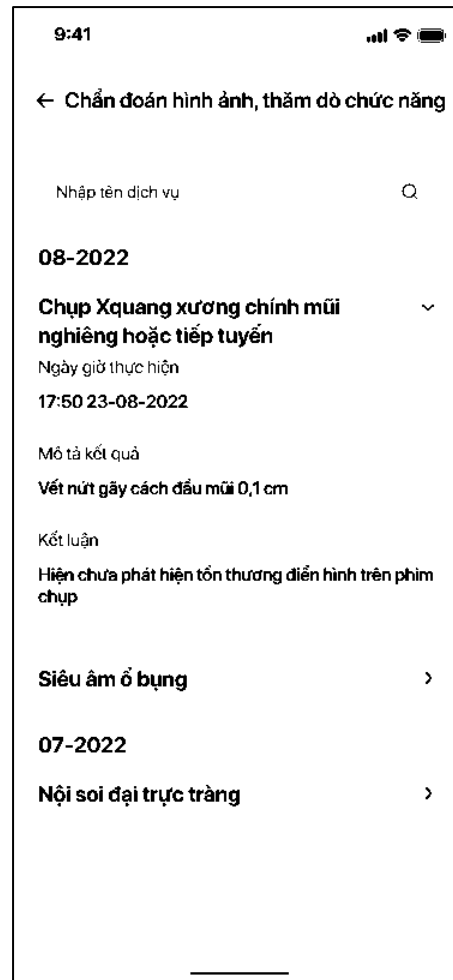 9:41
Chẩn đoán hình ảnh, thăm dò chức năng
Nhập tên dịch vụ
08-2022
Chụp Xquang xương chính mũi
nghiêng hoặc tiếp tuyến
Ngày giờ thực hiện
17:50 23-08-2022
Mô tả kết quả
Vết nứt gãy cách đầu mũi 0,1 cm
Kết luận
Hiện chưa phát hiện tổn thương điển hình trên phim
chụp
Siêu âm ổ bụng
07-2022
Nội soi đại trực tràng